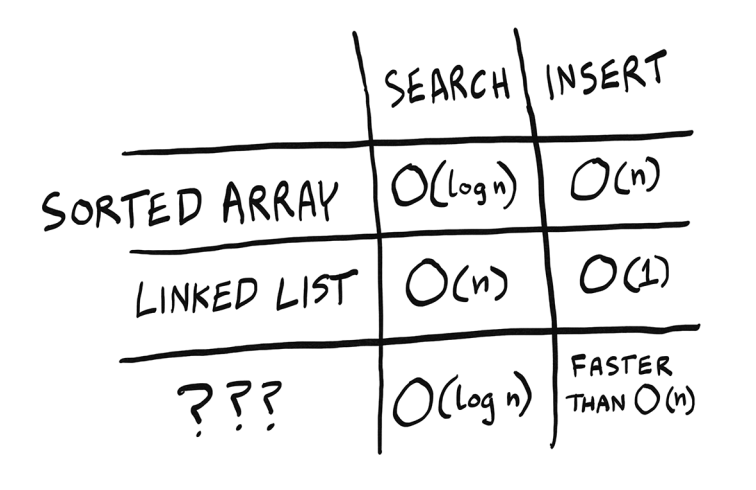 SEARCH INSERT
SORTED ARRAY O(log n) O(n)
LINKED LIST O(n) O(1)
??? O(log n) FASTER
THAN O(n)